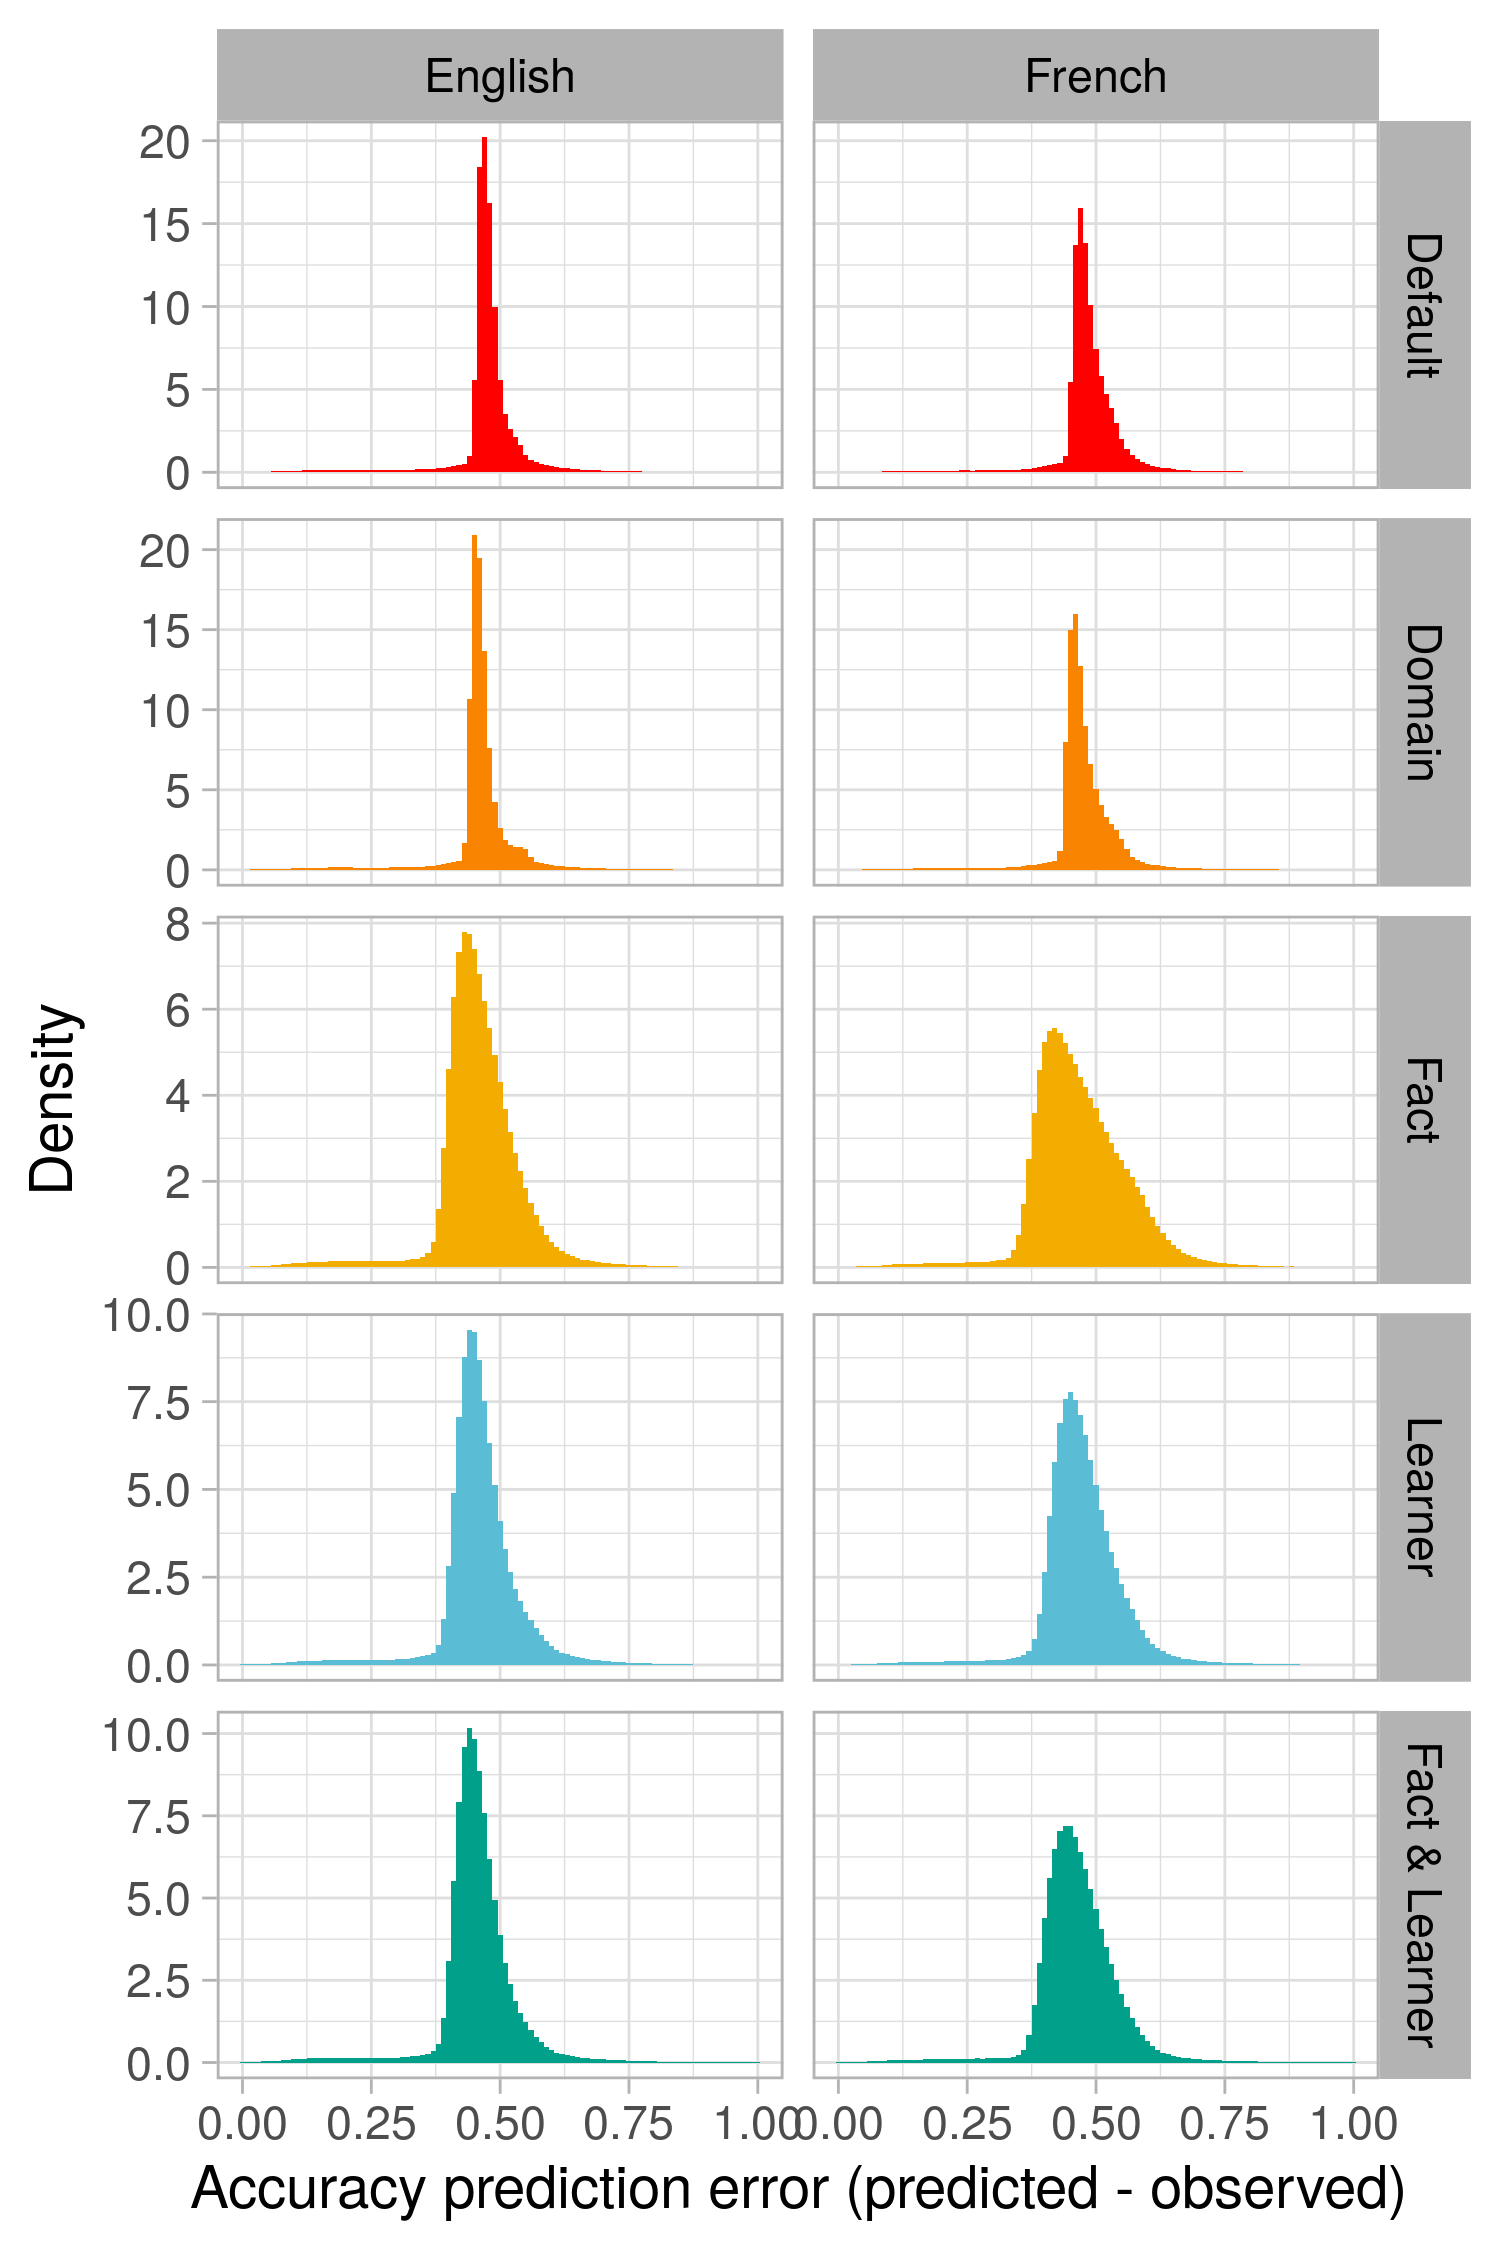 English French
20
15
10
5
0
Default
20
15
10
5
0
Domain
8
6
4
2
0
Fact
10.0
7.5
5.0
2.5
0.0
Learner
10.0
7.5
5.0
2.5
0.0
Fact & Learner
Density
0.00 0.25 0.50 0.75 1.00 0.00 0.25 0.50 0.75 1.00
Accuracy prediction error (predicted - observed)